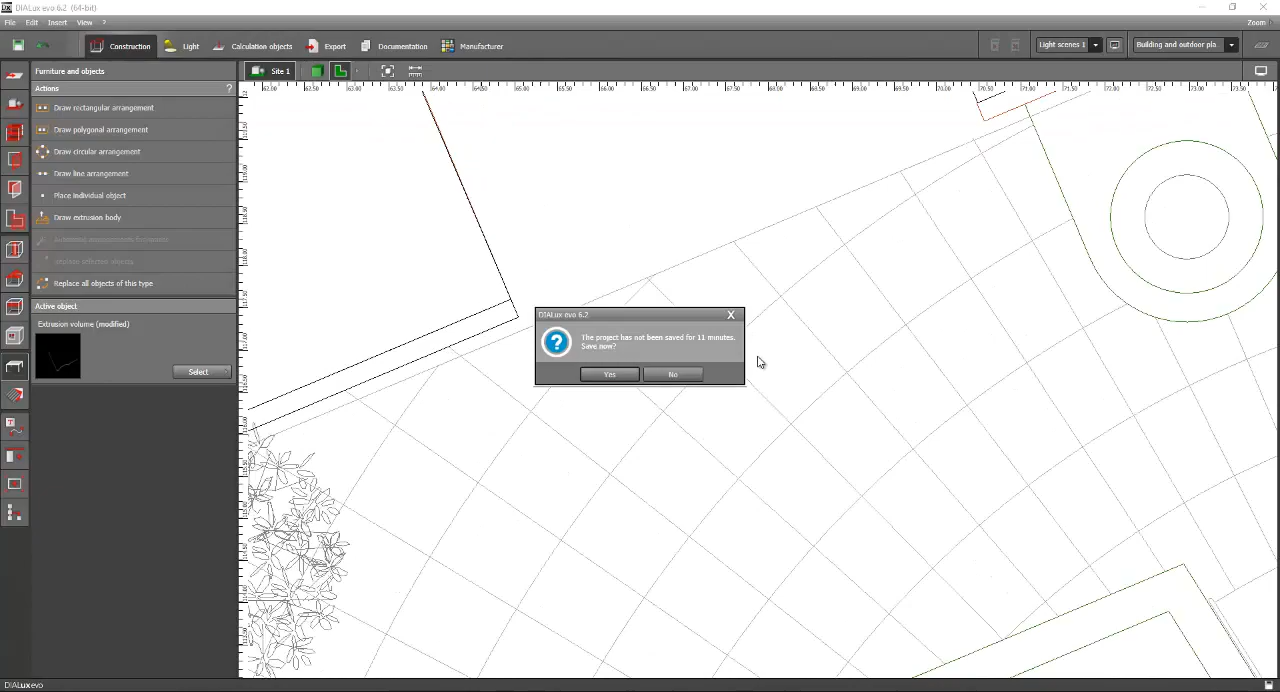 DIALux evo 6.2 (64-bit)
File Edit Insert View ?
Zoom
Construction Light Calculation objects Export Documentation Manufacturer
Light scenes 1
Building and outdoor pla
Furniture and objects
Site 1
Actions ?
Draw rectangular arrangement
Draw polygonal arrangement
Draw circular arrangement
Draw line arrangement
Place individual object
Draw extrusion body
Replace all objects of this type
Active object
Extrusion volume (modified)
Select
DIALux evo 6.2 X
The project has not been saved for 11 minutes.
Save now?
Yes No
DIALux evo